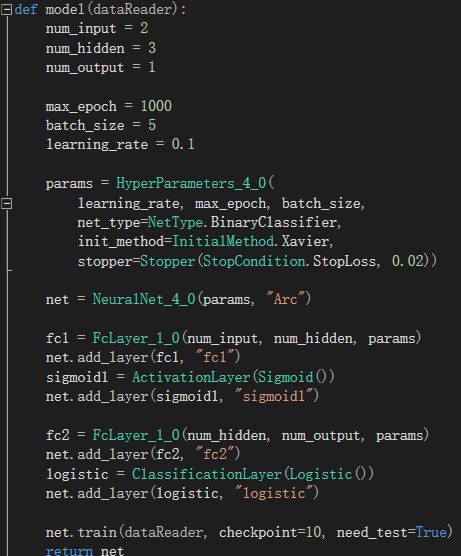 def model(dataReader):
    num_input = 2
    num_hidden = 3
    num_output = 1

    max_epoch = 1000
    batch_size = 5
    learning_rate = 0.1

    params = HyperParameters_4_0(
        learning_rate, max_epoch, batch_size,
        net_type=NetType.BinaryClassifier,
        init_method=InitialMethod.Xavier,
        stopper=Stopper(StopCondition.StopLoss, 0.02))

    net = NeuralNet_4_0(params, "Arc")

    fc1 = FcLayer_1_0(num_input, num_hidden, params)
    net.add_layer(fc1, "fc1")
    sigmoid1 = ActivationLayer(Sigmoid())
    net.add_layer(sigmoid1, "sigmoid1")

    fc2 = FcLayer_1_0(num_hidden, num_output, params)
    net.add_layer(fc2, "fc2")
    logistic = ClassificationLayer(Logistic())
    net.add_layer(logistic, "logistic")

    net.train(dataReader, checkpoint=10, need_test=True)
    return net